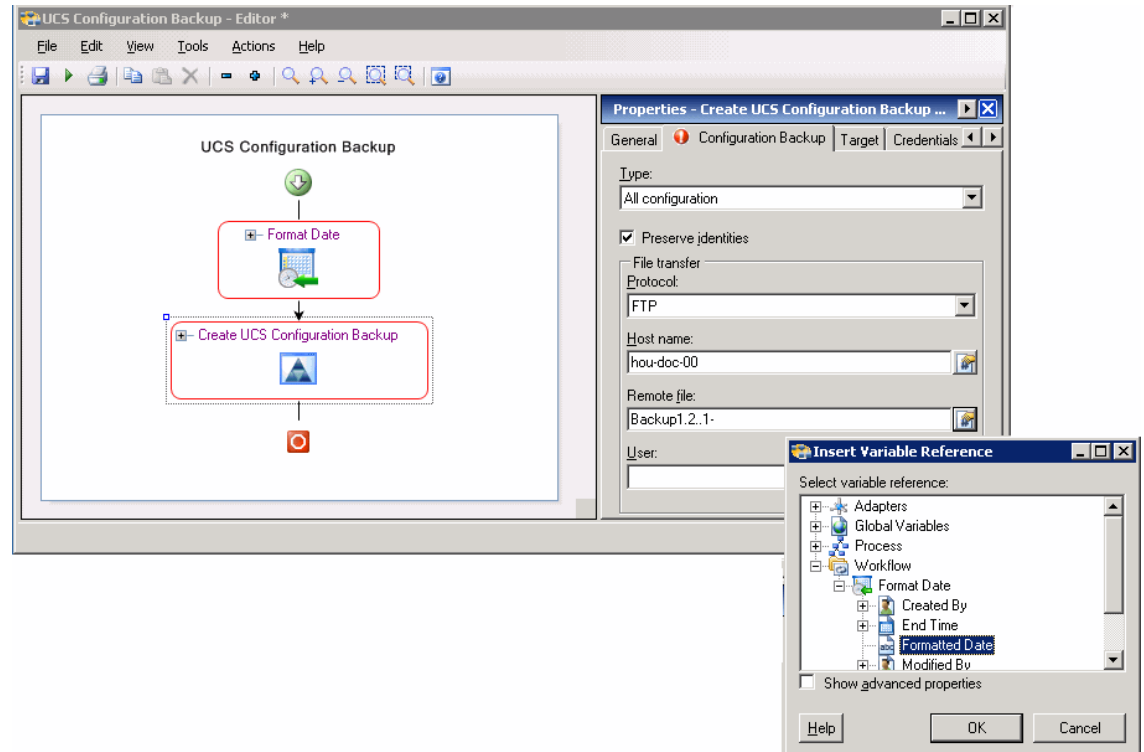 UCS Configuration Backup - Editor *
File Edit View Tools Actions Help
UCS Configuration Backup
Format Date
Create UCS Configuration Backup
Properties - Create UCS Configuration Backup ...
General Configuration Backup Target Credentials
Type:
All configuration
Preserve identities
File transfer
Protocol:
FTP
Host name:
hou-doc-00
Remote file:
Backup1.2..1-
User:
Insert Variable Reference
Select variable reference:
Adapters
Global Variables
Process
Workflow
Format Date
Created By
End Time
abc Formatted Date
Modified By
Show advanced properties
Help OK Cancel